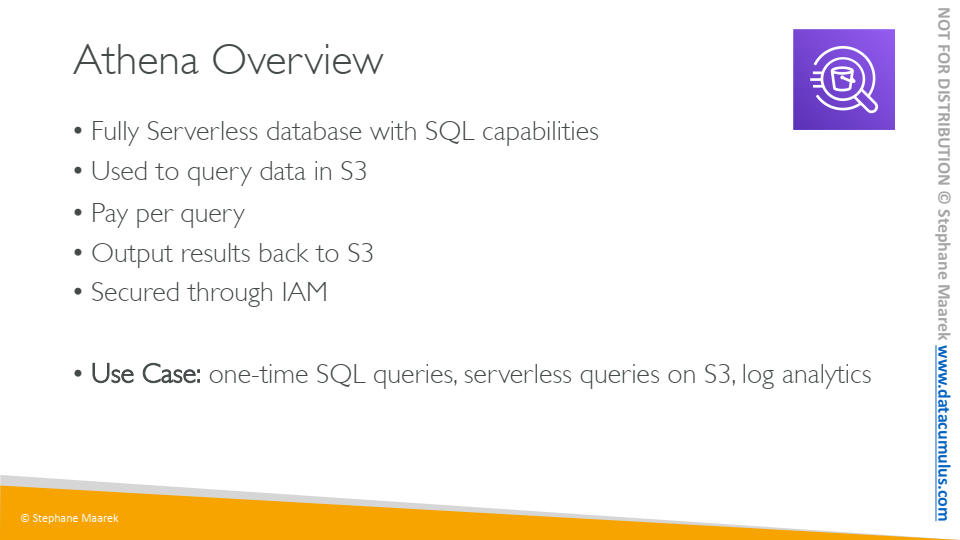 Athena Overview
• Fully Serverless database with SQL capabilities
• Used to query data in S3
• Pay per query
• Output results back to S3
• Secured through IAM
• Use Case: one-time SQL queries, serverless queries on S3, log analytics
© Stephane Maarek
NOT FOR DISTRIBUTION © Stephane Maarek www.datacumulus.com